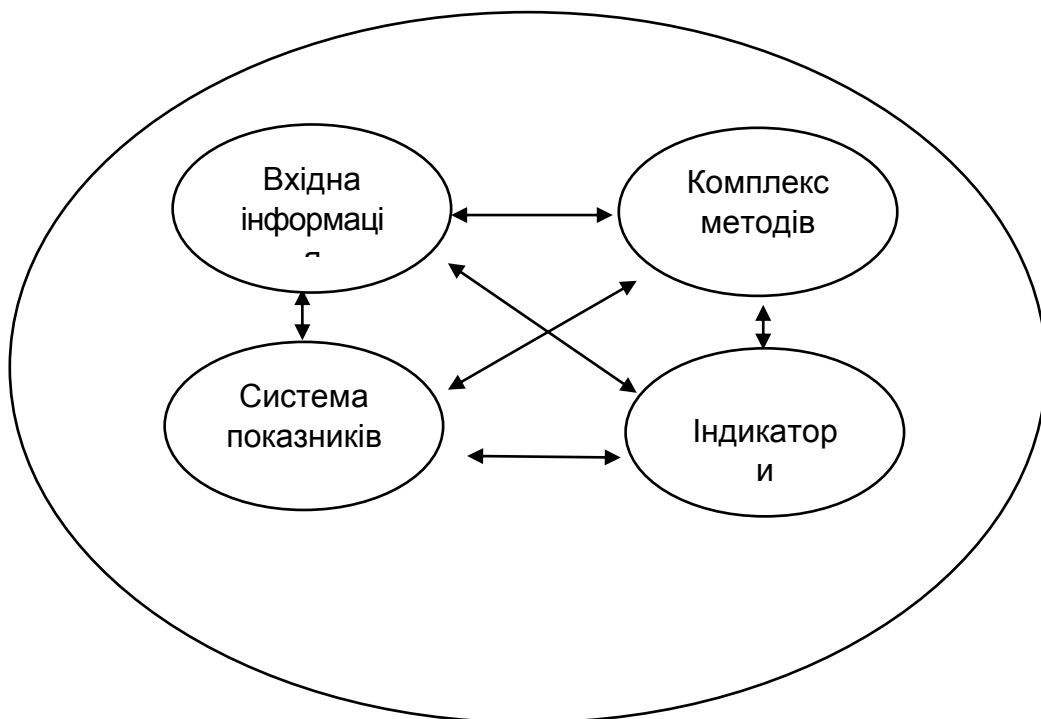 Вхідна
інформаці
я
Комплекс
методів
Система
показників
Індикатор
и